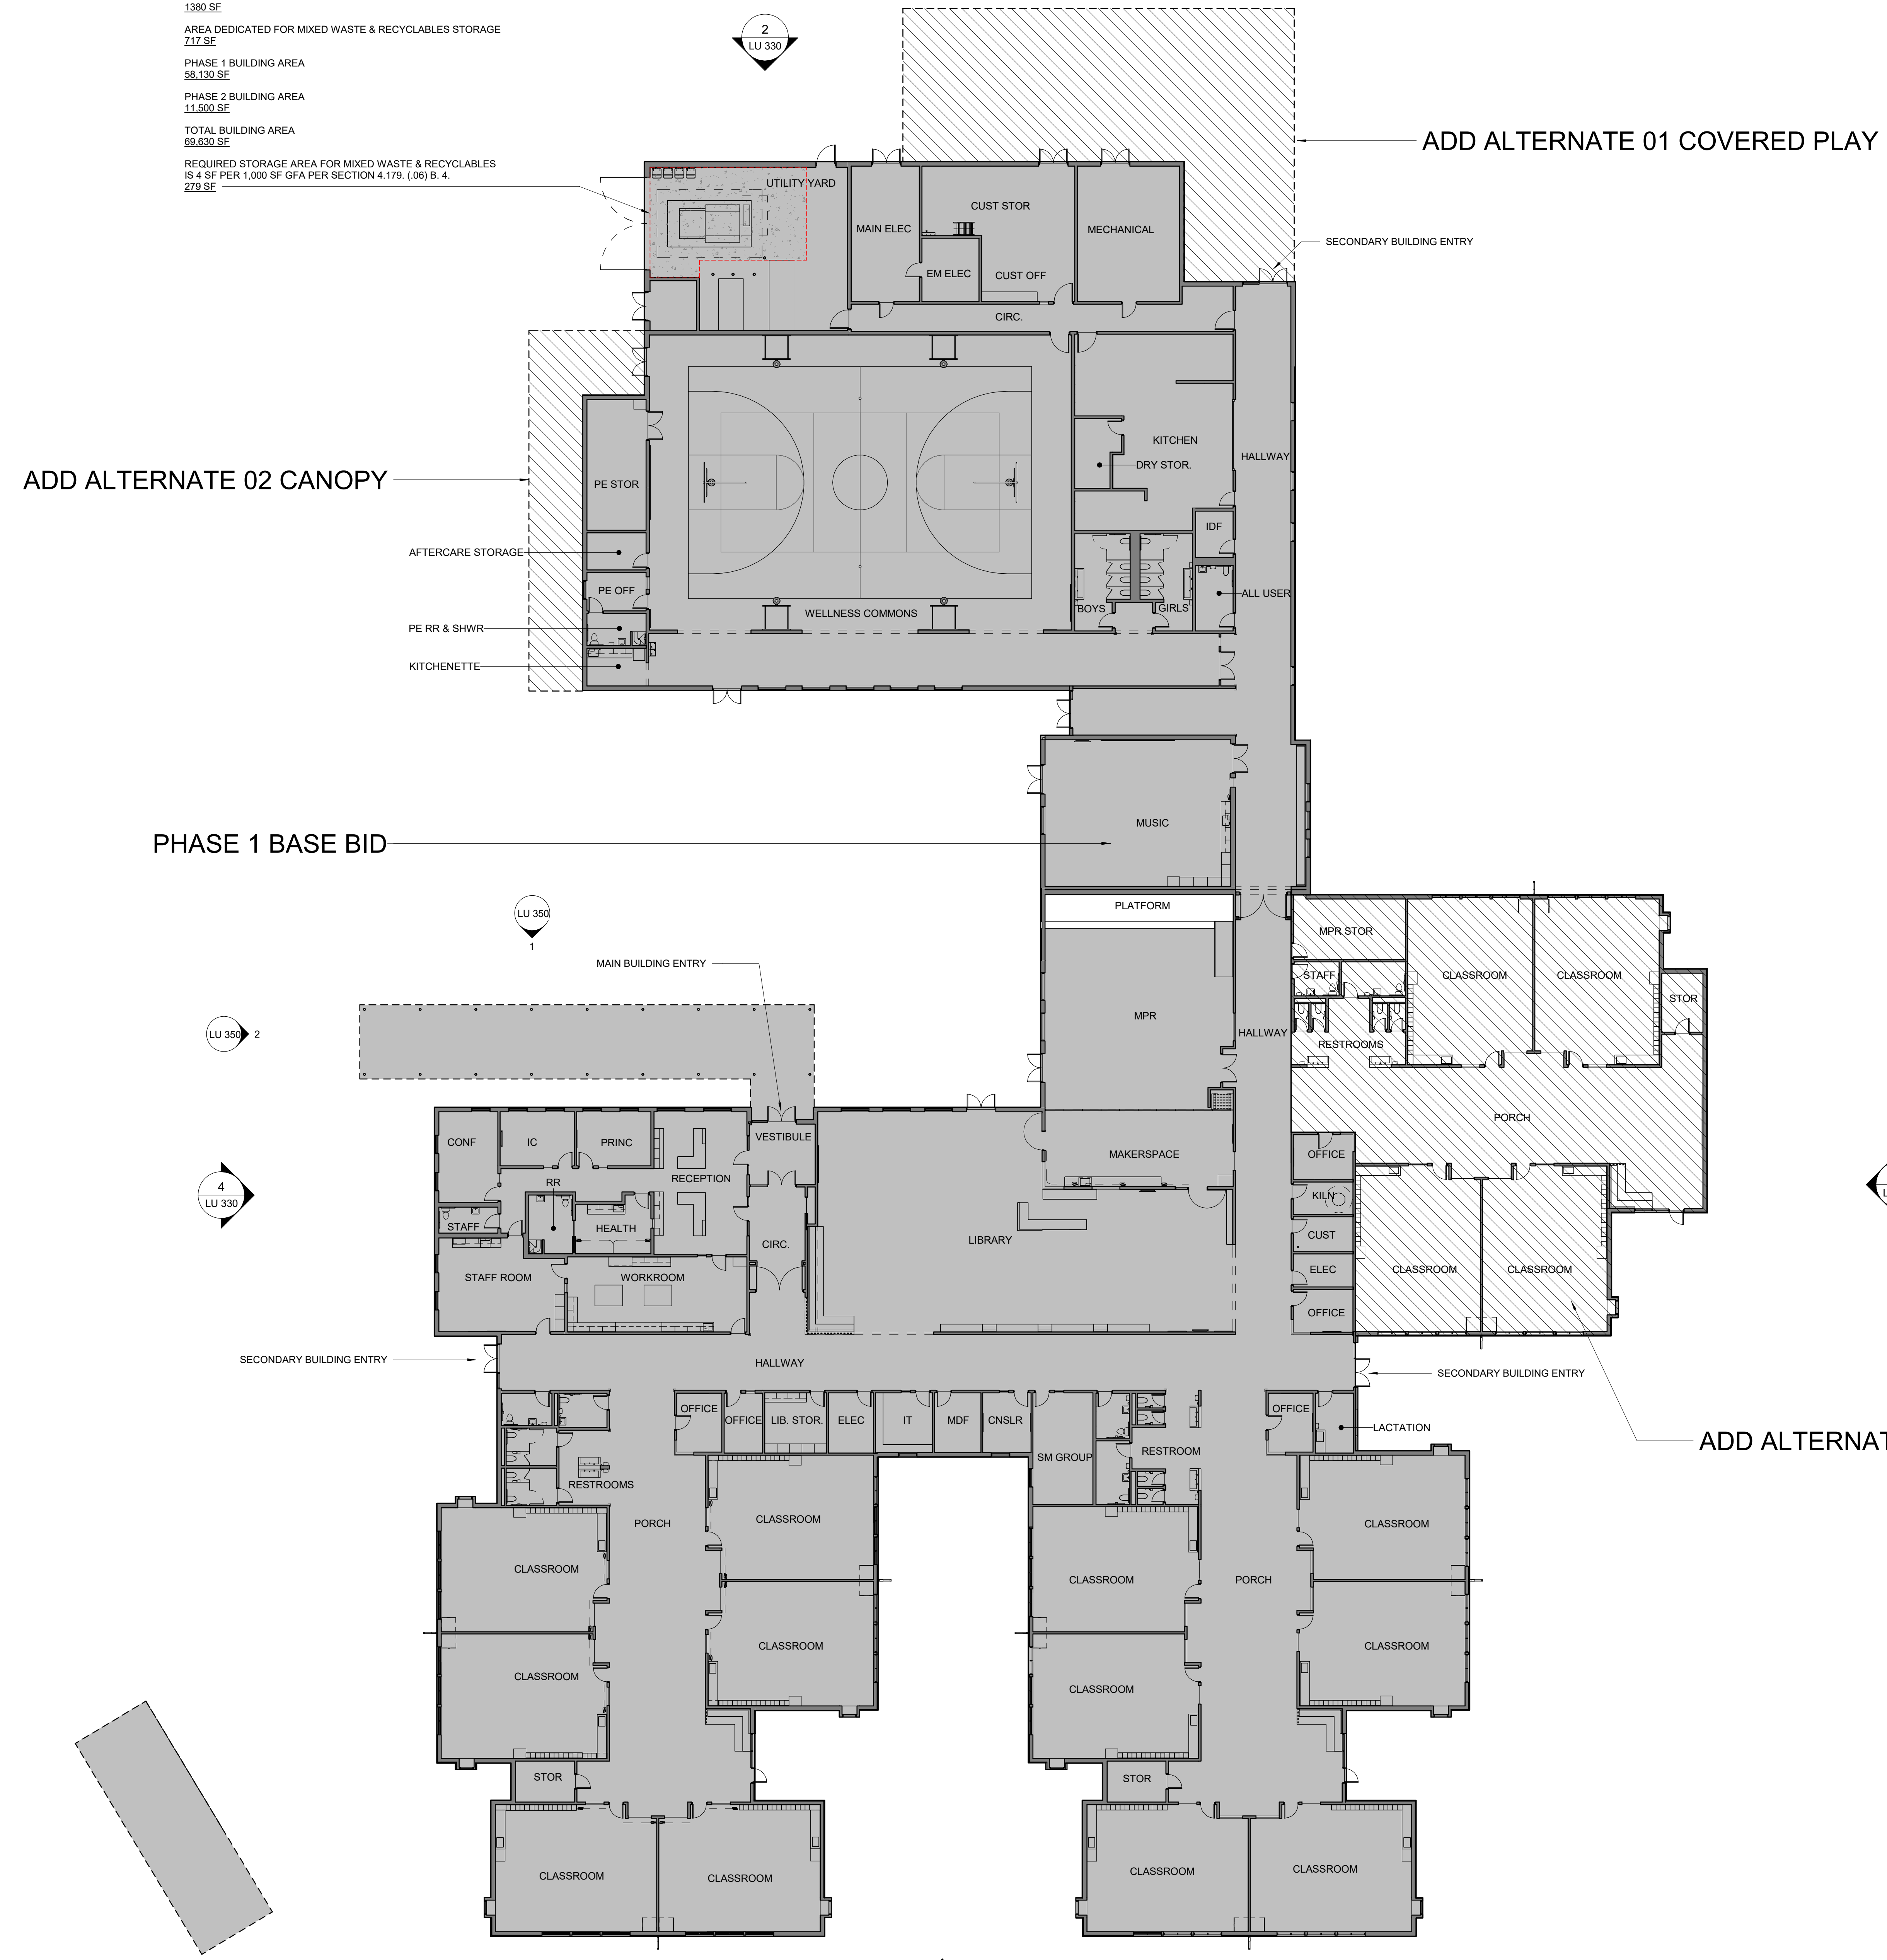 1380 SF
AREA DEDICATED FOR MIXED WASTE & RECYCLABLES STORAGE
717 SF
PHASE 1 BUILDING AREA
58,130 SF
PHASE 2 BUILDING AREA
11,500 SF
TOTAL BUILDING AREA
69,630 SF
REQUIRED STORAGE AREA FOR MIXED WASTE & RECYCLABLES
IS 4 SF PER 1,000 SF GFA PER SECTION 4.179. (.06) B. 4.
279 SF
2
LU 330
ADD ALTERNATE 01 COVERED PLAY
UTILITY YARD
CUST STOR
MAIN ELEC
MECHANICAL
SECONDARY BUILDING ENTRY
EM ELEC
CUST OFF
CIRC.
KITCHEN
HALLWAY
DRY STOR.
ADD ALTERNATE 02 CANOPY
PE STOR
IDF
AFTERCARE STORAGE
PE OFF
ALL USER
BOYS
GIRLS
WELLNESS COMMONS
PE RR & SHWR
KITCHENETTE
MUSIC
PHASE 1 BASE BID
PLATFORM
LU 350
1
MPR STOR
MAIN BUILDING ENTRY
STAFF
CLASSROOM
CLASSROOM
STOR
MPR
LU 350
2
HALLWAY
RESTROOMS
PORCH
CONF
IC
PRINC
VESTIBULE
MAKERSPACE
OFFICE
RECEPTION
RR
4
LU 330
KILN
L
STAFF
HEALTH
CUST
CIRC.
LIBRARY
STAFF ROOM
WORKROOM
ELEC
CLASSROOM
CLASSROOM
OFFICE
SECONDARY BUILDING ENTRY
HALLWAY
SECONDARY BUILDING ENTRY
OFFICE
OFFICE
LIB. STOR.
ELEC
IT
MDF
CNSLR
OFFICE
LACTATION
ADD ALTERNAT
SM GROUP
RESTROOM
RESTROOMS
CLASSROOM
PORCH
CLASSROOM
CLASSROOM
CLASSROOM
PORCH
CLASSROOM
CLASSROOM
CLASSROOM
CLASSROOM
STOR
STOR
CLASSROOM
CLASSROOM
CLASSROOM
CLASSROOM